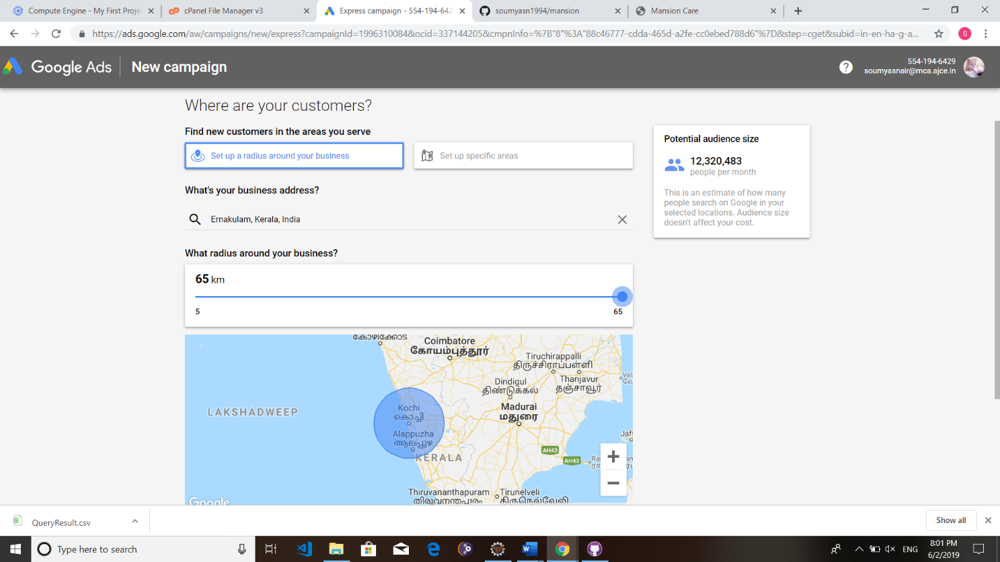 Compute Engine - My First Proje
cPanel File Manager v3
Express campaign - 554-194-642
soumyasn1994/mansion
Mansion Care
https://ads.google.com/aw/campaigns/new/express?campaignId=1996310084&ocid=337144205&cmpnInfo=%7B"8"%3A"88c46777-cdda-465d-a2fe-cc0ebed788d6"%7D&step=cget&subid=in-en-ha-g-a...
S
Google Ads
New campaign
?
554-194-6429
soumyasnair@mca.ajce.in
Where are your customers?
Find new customers in the areas you serve
Set up a radius around your business
Set up specific areas
What's your business address?
Ernakulam, Kerala, India
What radius around your business?
65 km
5
65
Potential audience size
12,320,483
people per month
This is an estimate of how many
people search on Google in your
selected locations. Audience size
doesn't affect your cost.
കോഴിക്കോട്
Coimbatore
கோயம்புத்தூர்
Tiruchirappalli
திருச்சிராப்பள்ளி
Dindigul
திண்டுக்கல்
Thanjavur
தஞ்சாவூர்
LAKSHADWEEP
Kochi
കൊച്ചി
Madurai
மதுரை
Alappuzha
ആലപ്പുഴ
KERALA
AH43
AH43
Thiruvananthapuram
തിരുവനന്തപുരം
Tirunelveli
திருநெல்வேலி
Google
QueryResult.csv
Show all
Type here to search
ENG
8:01 PM
6/2/2019